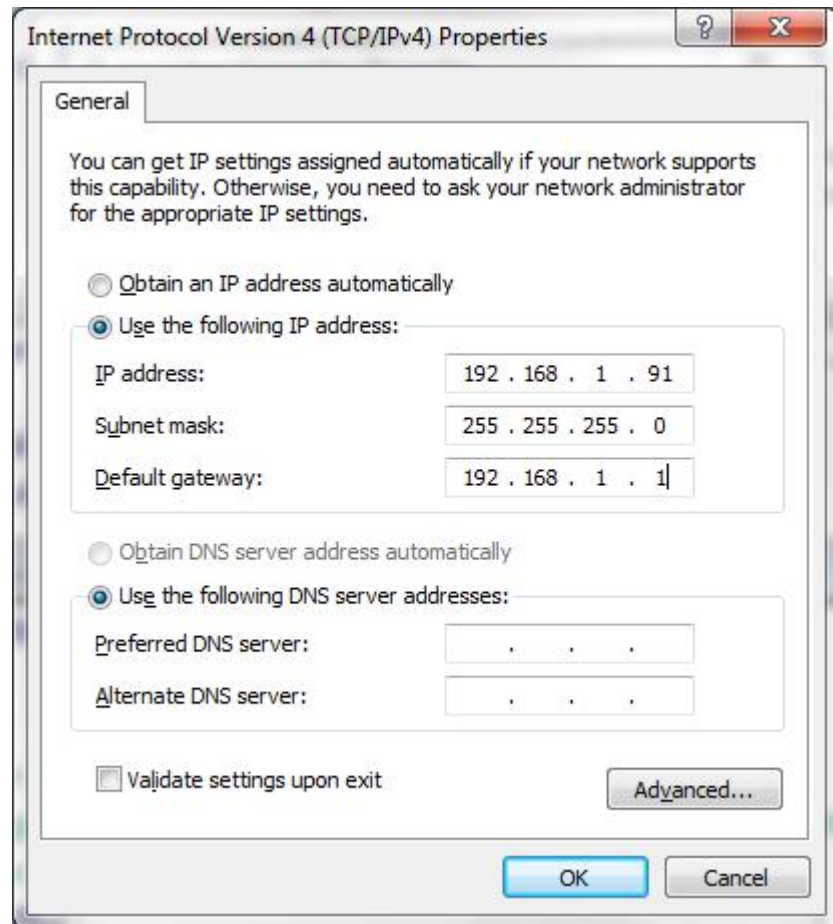 Internet Protocol Version 4 (TCP/IPv4) Properties
General
You can get IP settings assigned automatically if your network supports
this capability. Otherwise, you need to ask your network administrator
for the appropriate IP settings.
Obtain an IP address automatically
Use the following IP address:
IP address: 192 . 168 . 1 . 91
Subnet mask: 255 . 255 . 255 . 0
Default gateway: 192 . 168 . 1 . 1
Obtain DNS server address automatically
Use the following DNS server addresses:
Preferred DNS server: . . .
Alternate DNS server: . . .
Validate settings upon exit
Advanced...
OK Cancel